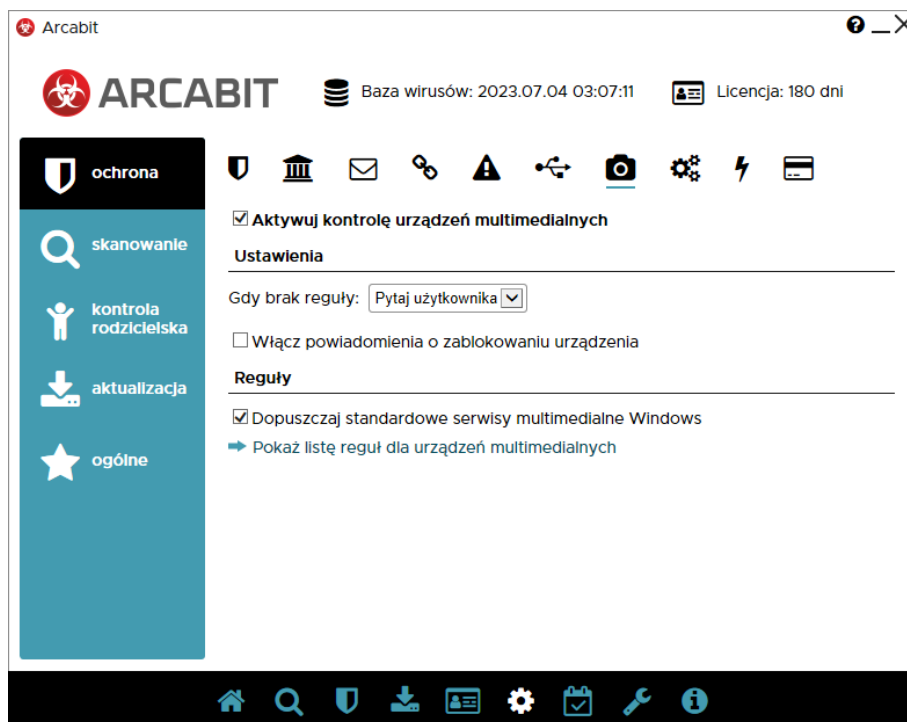 Arcabit
ARCABIT
Baza wirusów: 2023.07.04 03:07:11
Licencja: 180 dni
ochrona
skanowanie
kontrola
rodzicielska
aktualizacja
ogólne
Aktywuj kontrolę urządzeń multimedialnych
Ustawienia
Gdy brak reguły: Pytaj użytkownika
Włącz powiadomienia o zablokowaniu urządzenia
Reguły
Dopuszczaj standardowe serwisy multimedialne Windows
Pokaż listę reguł dla urządzeń multimedialnych